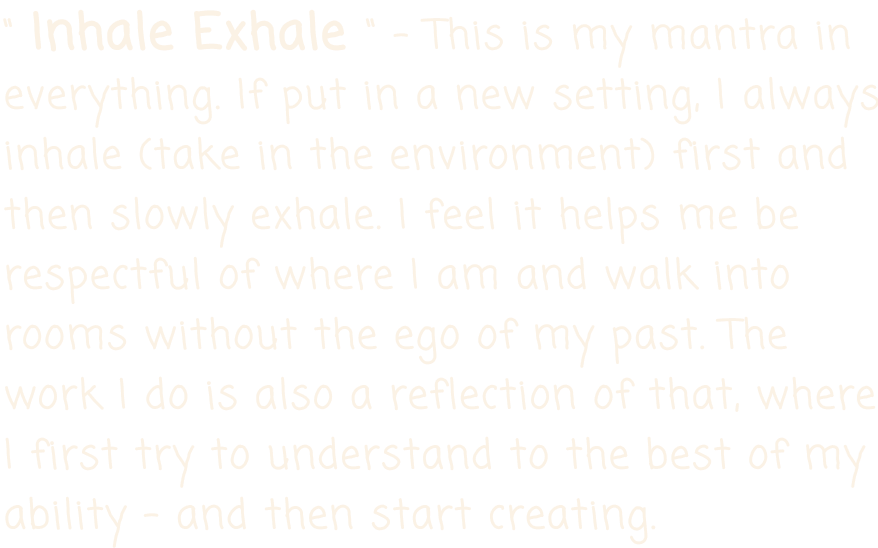 " Inhale Exhale " - This is my mantra in
everything. If put in a new setting, I always
inhale (take in the environment) first and
then slowly exhale. I feel it helps me be
respectful of where I am and walk into
rooms without the ego of my past. The
work I do is also a reflection of that, where
I first try to understand to the best of my
ability - and then start creating.